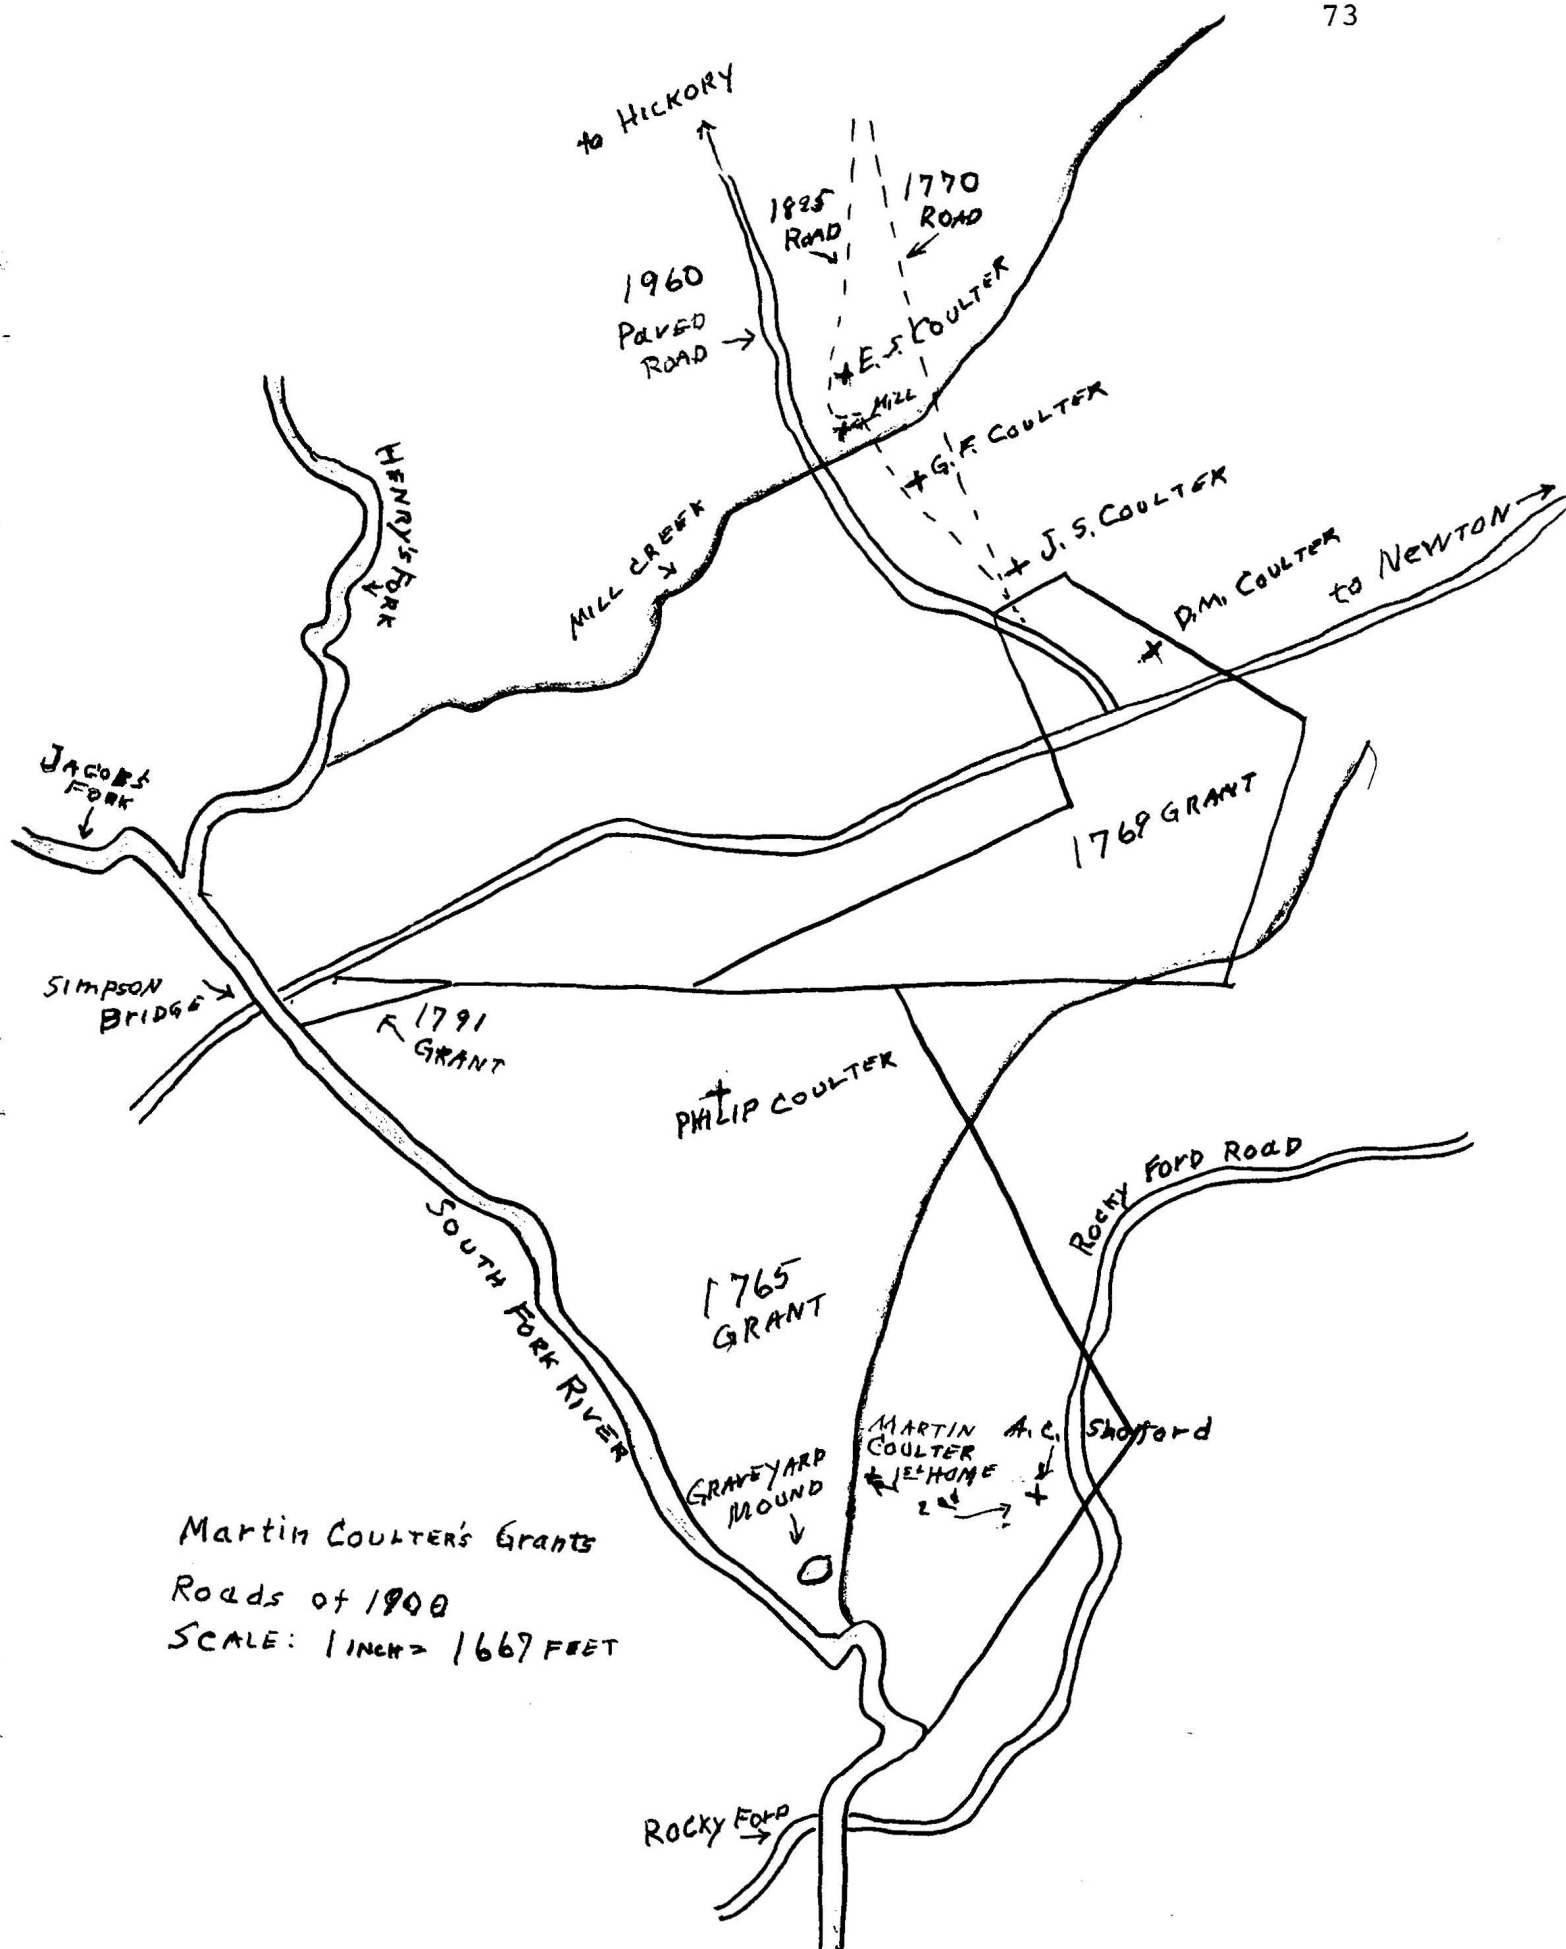 73
to HICKORY
1825
ROAD
1770
ROAD
1960
PAVED
ROAD
E. S. COULTER
MILL
G. F. COULTER
J. S. COULTER
D.M. COULTER
to NEWTON
HENRY'S FORK
MILL CREEK
JACOBS
FORK
1769 GRANT
SIMPSON
BRIDGE
1791
GRANT
PHILIP COULTER
ROCKY FORD ROAD
SOUTH FORK RIVER
1765
GRANT
MARTIN
COULTER
1st HOME
2nd
A. C. Shofford
GRAVEYARD
MOUND
Martin COULTER'S Grants
Roads of 1900
SCALE: 1 INCH = 1667 FEET
ROCKY FORD